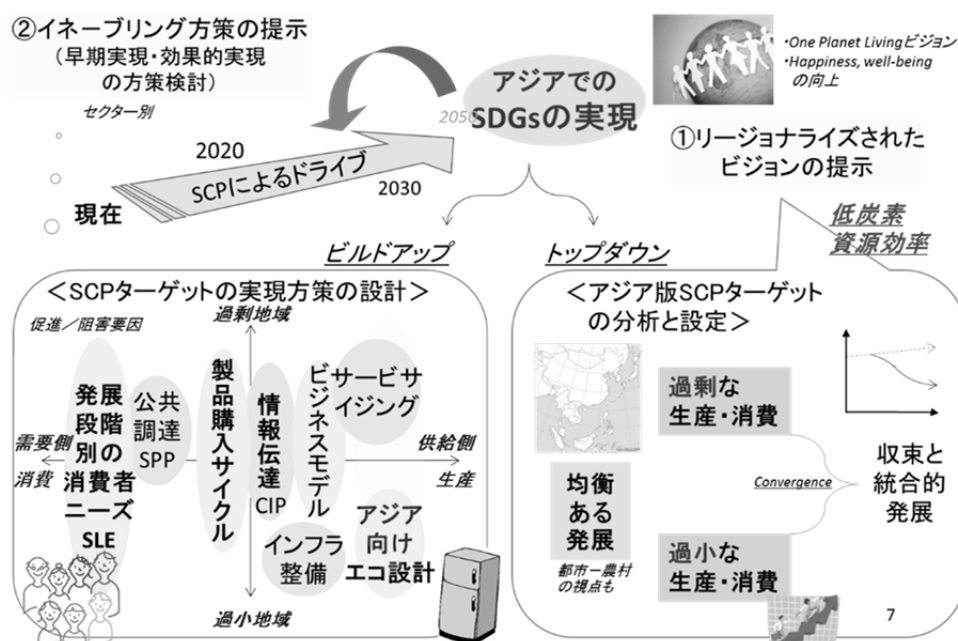 ②イネーブリング方策の提示
(早期実現・効果的実現
の方策検討)
セクター別
・One Planet Livingビジョン
・Happiness, well-being
の向上
アジアでの
2050
SDGsの実現
①リージョナライズされた
ビジョンの提示
2020
SCPによるドライブ
2030
現在
低炭素
資源効率
ビルドアップ
トップダウン
<SCPターゲットの実現方策の設計>
促進/阻害要因
過剰地域
需要側
消費
供給側
生産
発展
段階
別の
消費者
ニーズ
SLE
公共
調達
SPP
製品購入サイクル
情報伝達
CIP
ビジネスモデル
サービサ
イジング
インフラ
整備
アジア
向け
エコ設計
過小地域
<アジア版SCPターゲット
の分析と設定>
過剰な
生産・消費
均衡
ある
発展
都市ー農村
の視点も
Convergence
収束と
統合的
発展
過小な
生産・消費
7